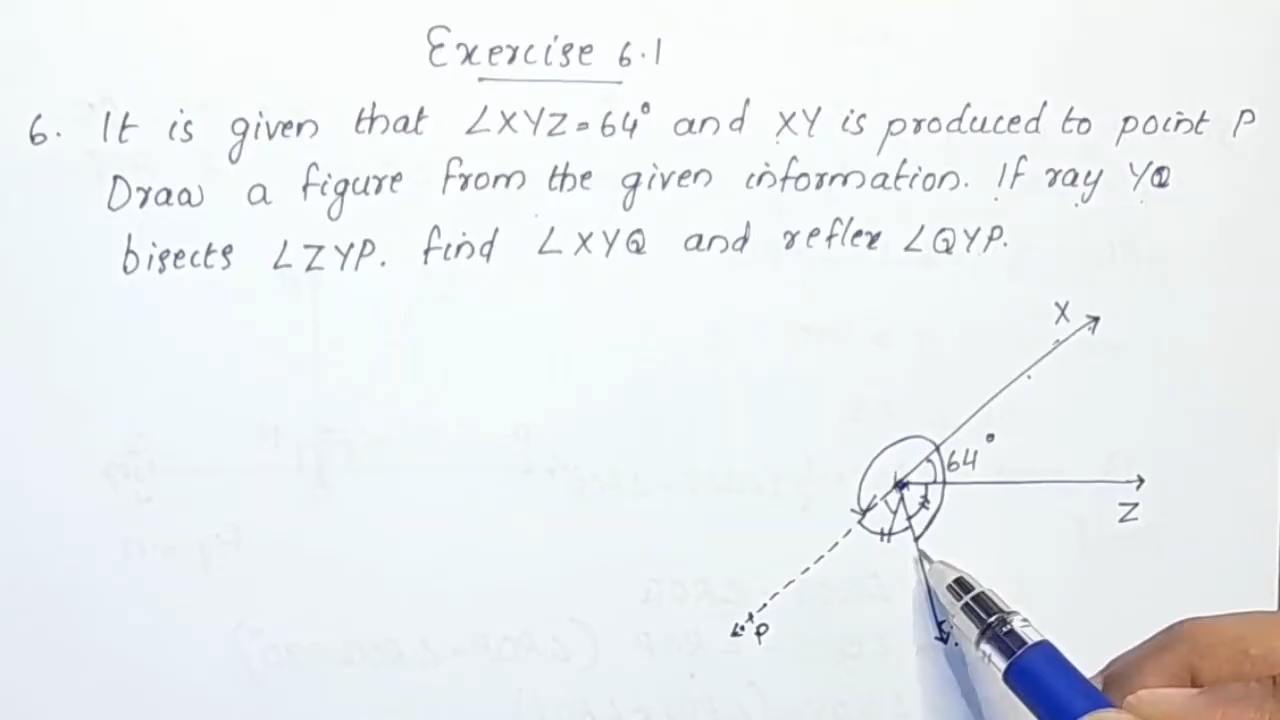 Exercise 6.1
6. It is given that ∠XYZ = 64° and XY is produced to point P
Draw a figure from the given information. If ray YQ
bisects ∠ZYP. find ∠XYQ and reflex ∠QYP.
X
64°
Z
Y
P